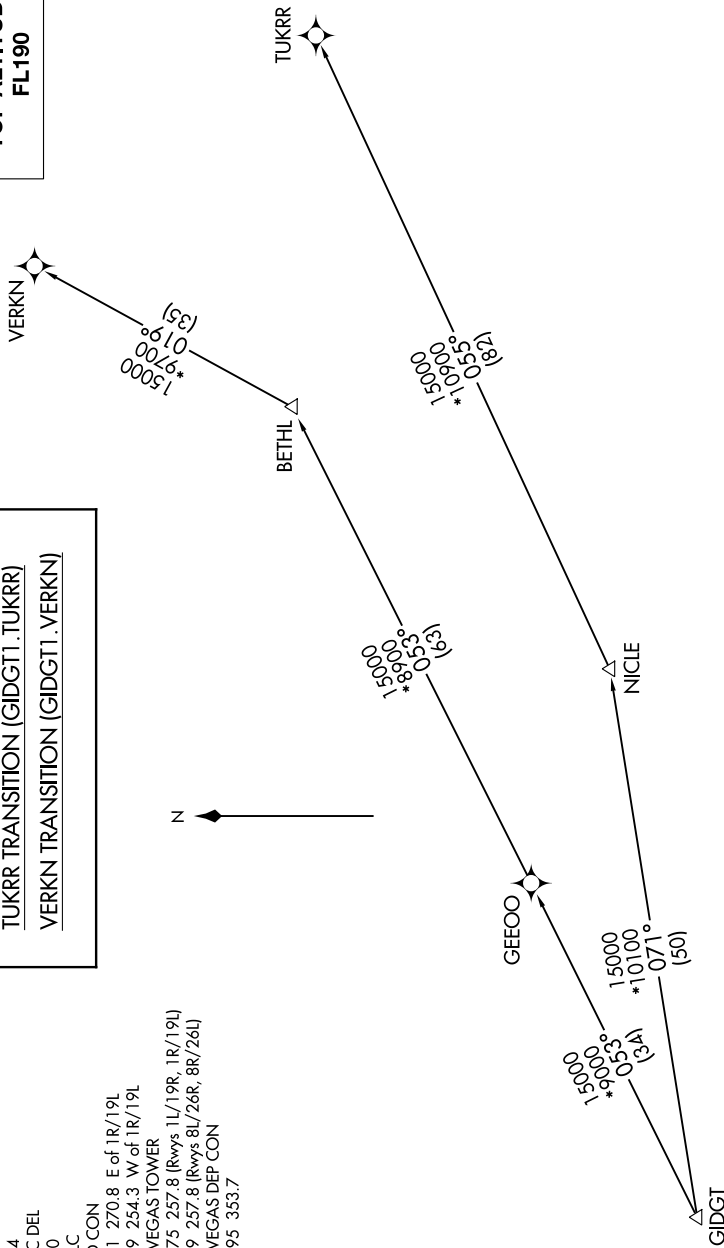 FL190
TUKRR TRANSITION (GIDGT1.TUKRR)
VERKN TRANSITION (GIDGT1.VERKN)
4
C DEL
0
CON
1 270.8 E of 1R/19L
9 254.3 W of 1R/19L
VEGAS TOWER
75 257.8 (Rwys 1L/19R, 1R/19L)
9 257.8 (Rwys 8L/26R, 8R/26L)
VEGAS DEP CON
95 353.7
N
TUKRR
VERKN
15000
*9700
019°
(35)
BETHL
15000
*10900
055°
(82)
15000
*8900
053°
(63)
NICLE
GEEOO
15000
*10100
071°
(50)
15000
*9000
053°
(34)
GIDGT